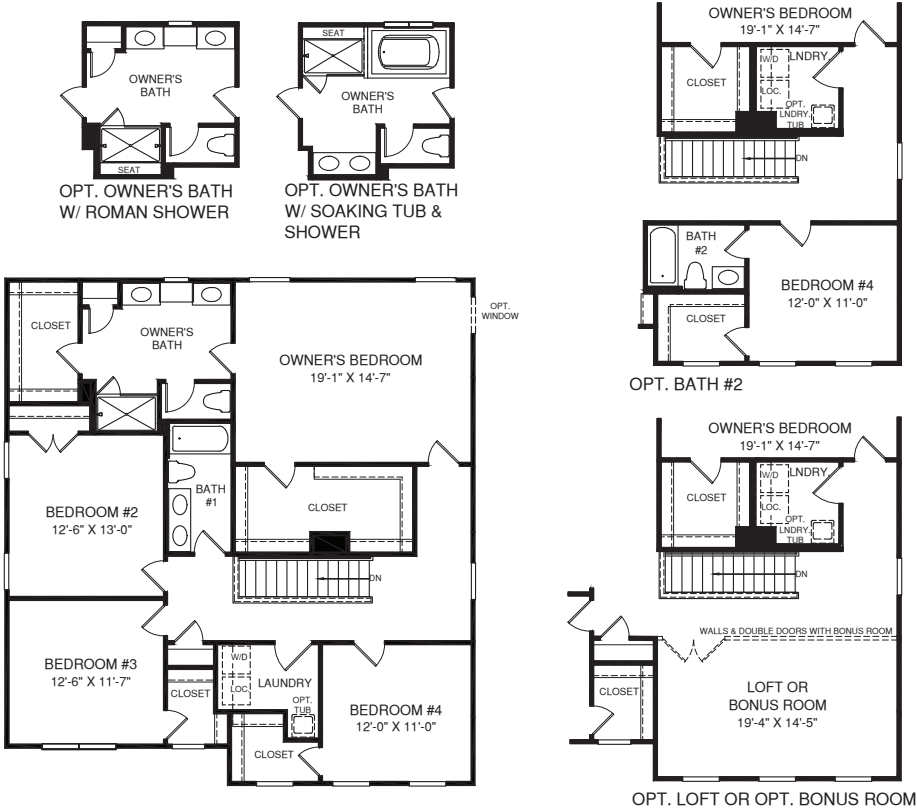 SEAT
OWNER'S
BATH
SEAT
OPT. OWNER'S BATH
W/ ROMAN SHOWER
SEAT
OWNER'S
BATH
OPT. OWNER'S BATH
W/ SOAKING TUB &
SHOWER
OWNER'S BEDROOM
19'-1" X 14'-7"
CLOSET
W/D
LNDRY.
LOC.
OPT.
LNDRY.
TUB
DN
BATH
#2
BEDROOM #4
12'-0" X 11'-0"
CLOSET
OPT. BATH #2
CLOSET
OWNER'S
BATH
OWNER'S BEDROOM
19'-1" X 14'-7"
OPT.
WINDOW
BEDROOM #2
12'-6" X 13'-0"
BATH
#1
CLOSET
DN
BEDROOM #3
12'-6" X 11'-7"
CLOSET
W/D
LOC.
LAUNDRY
OPT.
TUB
BEDROOM #4
12'-0" X 11'-0"
CLOSET
OWNER'S BEDROOM
19'-1" X 14'-7"
CLOSET
W/D
LNDRY.
LOC.
OPT.
LNDRY.
TUB
DN
WALLS & DOUBLE DOORS WITH BONUS ROOM
CLOSET
LOFT OR
BONUS ROOM
19'-4" X 14'-5"
OPT. LOFT OR OPT. BONUS ROOM